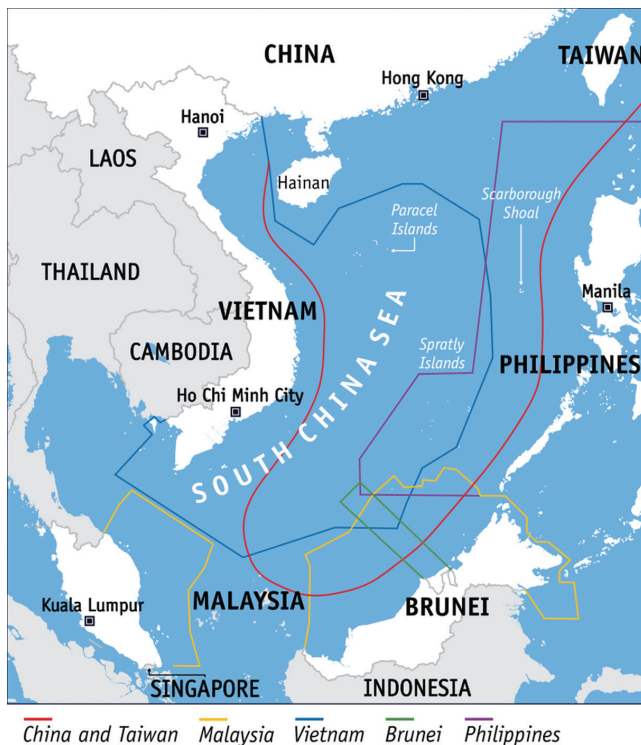 CHINA
TAIWAN
Hong Kong
Hanoi
LAOS
Hainan
Paracel
Islands
Scarborough
Shoal
THAILAND
VIETNAM
Manila
CAMBODIA
Spratly
Islands
PHILIPPINES
Ho Chi Minh City
SOUTH CHINA SEA
Kuala Lumpur
MALAYSIA
BRUNEI
SINGAPORE
INDONESIA
China and Taiwan Malaysia Vietnam Brunei Philippines